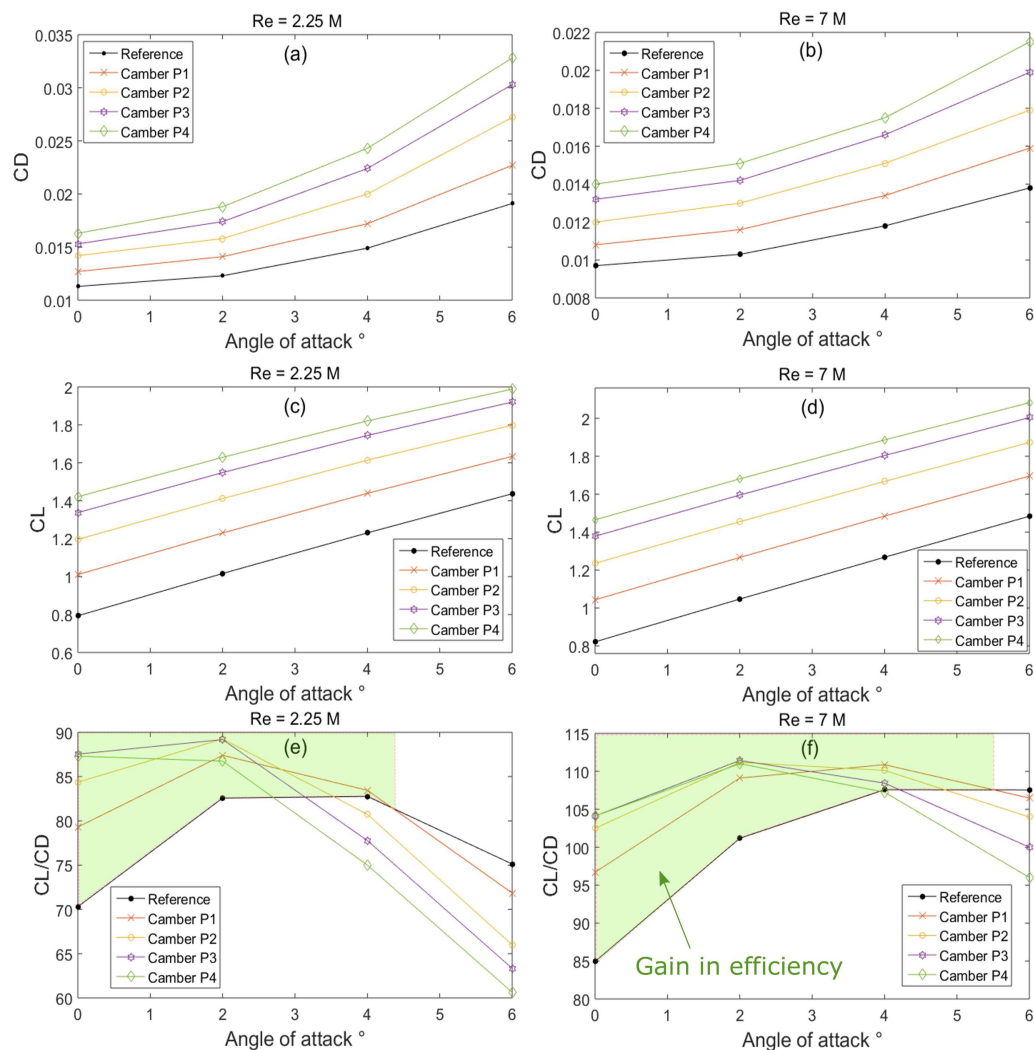 Re = 2.25 M
(a)
Reference
Camber P1
Camber P2
Camber P3
Camber P4
0.035
0.03
0.025
0.02
0.015
0.01
CD
0 1 2 3 4 5 6
Angle of attack °
Re = 7 M
(b)
Reference
Camber P1
Camber P2
Camber P3
Camber P4
0.022
0.02
0.018
0.016
0.014
0.012
0.01
0.008
CD
0 1 2 3 4 5 6
Angle of attack °
Re = 2.25 M
(c)
2
1.8
1.6
1.4
1.2
1
0.8
0.6
CL
Reference
Camber P1
Camber P2
Camber P3
Camber P4
0 1 2 3 4 5 6
Angle of attack °
Re = 7 M
(d)
2
1.8
1.6
1.4
1.2
1
0.8
CL
Reference
Camber P1
Camber P2
Camber P3
Camber P4
0 1 2 3 4 5 6
Angle of attack °
Re = 2.25 M
(e)
90
85
80
75
70
65
60
CL/CD
Reference
Camber P1
Camber P2
Camber P3
Camber P4
0 1 2 3 4 5 6
Angle of attack °
Re = 7 M
(f)
115
110
105
100
95
90
85
80
CL/CD
Gain in efficiency
Reference
Camber P1
Camber P2
Camber P3
Camber P4
0 1 2 3 4 5 6
Angle of attack °